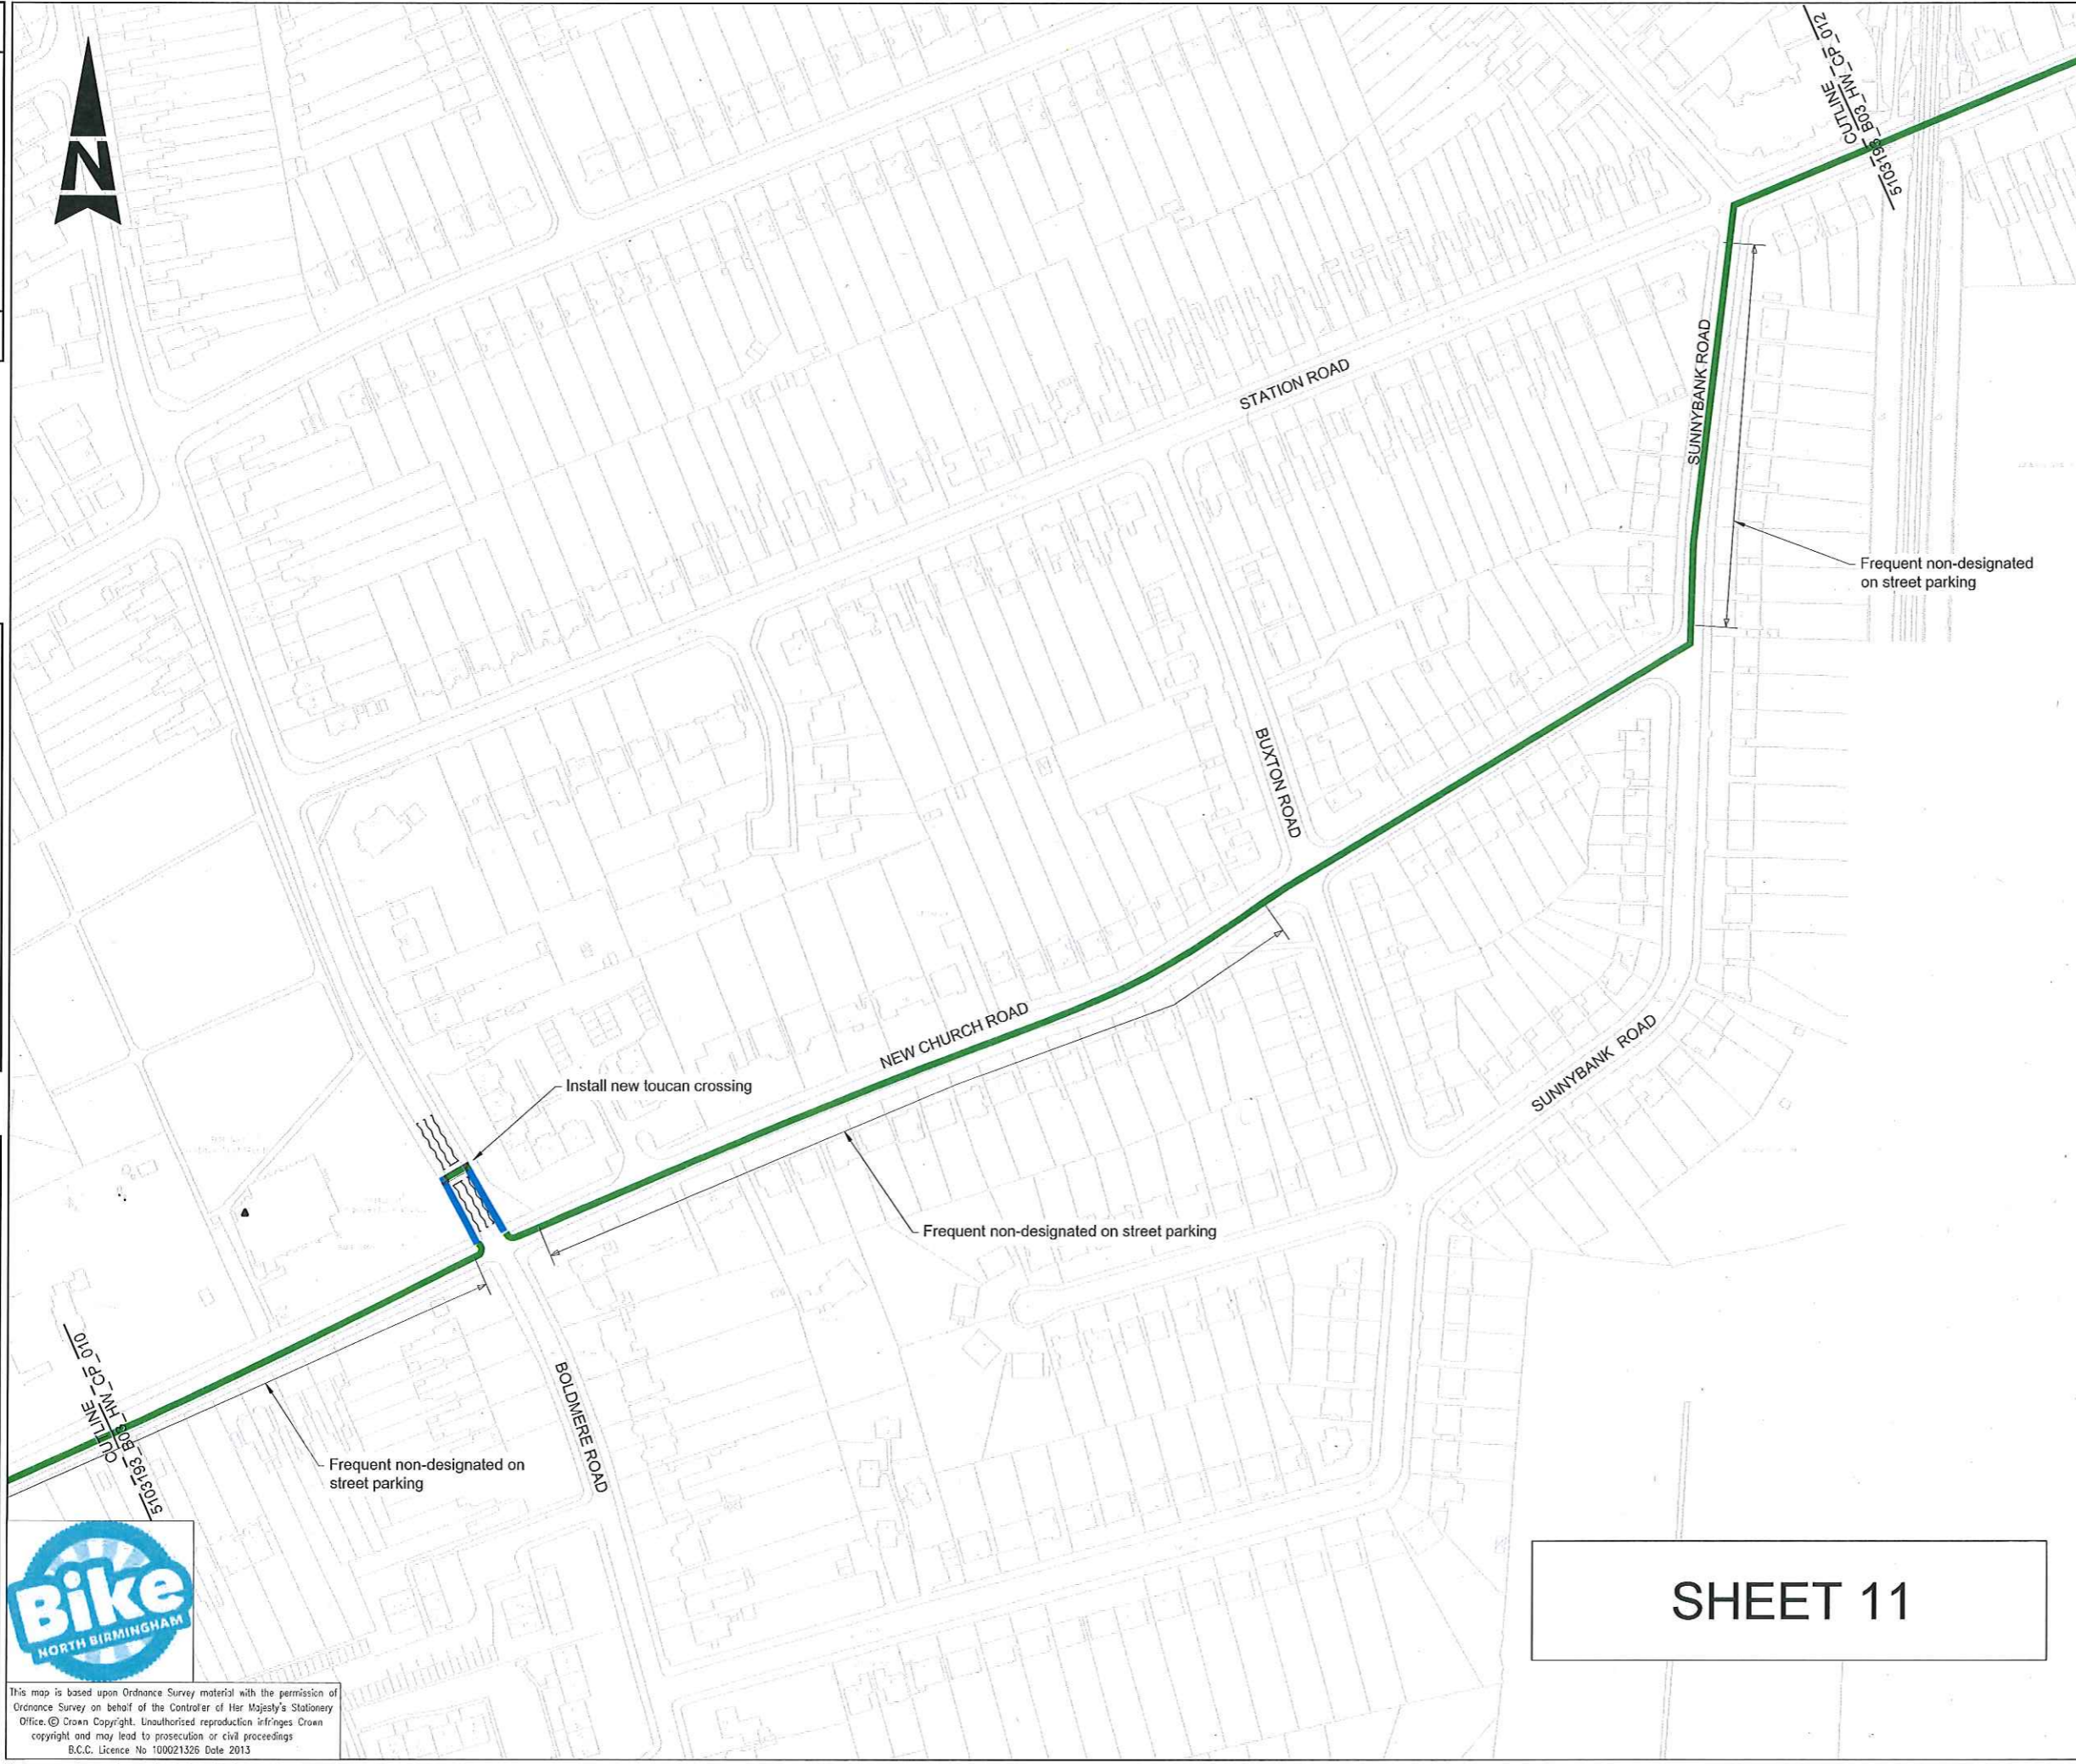 N
CUTLINE
5103193_B03_HW_CP_012
STATION ROAD
SUNNYBANK ROAD
Frequent non-designated
on street parking
BUXTON ROAD
NEW CHURCH ROAD
SUNNYBANK ROAD
Install new toucan crossing
Frequent non-designated on street parking
CUTLINE
5103193_B03_HW_CP_010
BOLDMERE ROAD
Frequent non-designated on
street parking
Bike
NORTH BIRMINGHAM
SHEET 11
This map is based upon Ordnance Survey material with the permission of
Ordnance Survey on behalf of the Controller of Her Majesty's Stationery
Office. © Crown Copyright. Unauthorised reproduction infringes Crown
copyright and may lead to prosecution or civil proceedings
B.C.C. Licence No 100021326 Date 2013